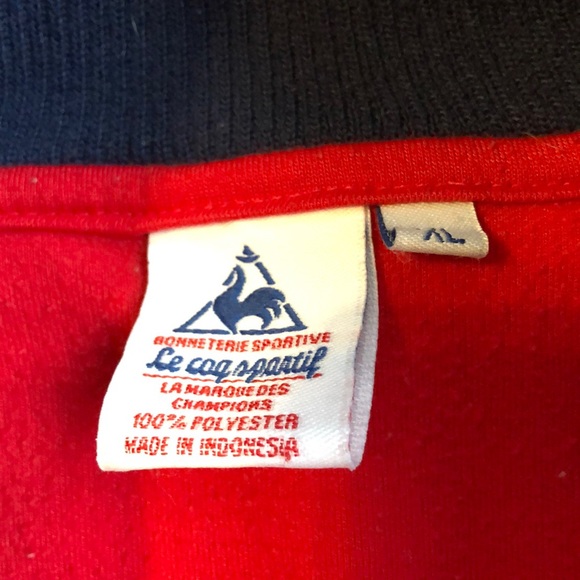 BONNETERIE SPORTIVE
Le coq sportif
LA MARQUE DES
CHAMPIONS
100% POLYESTER
MADE IN INDONESIA